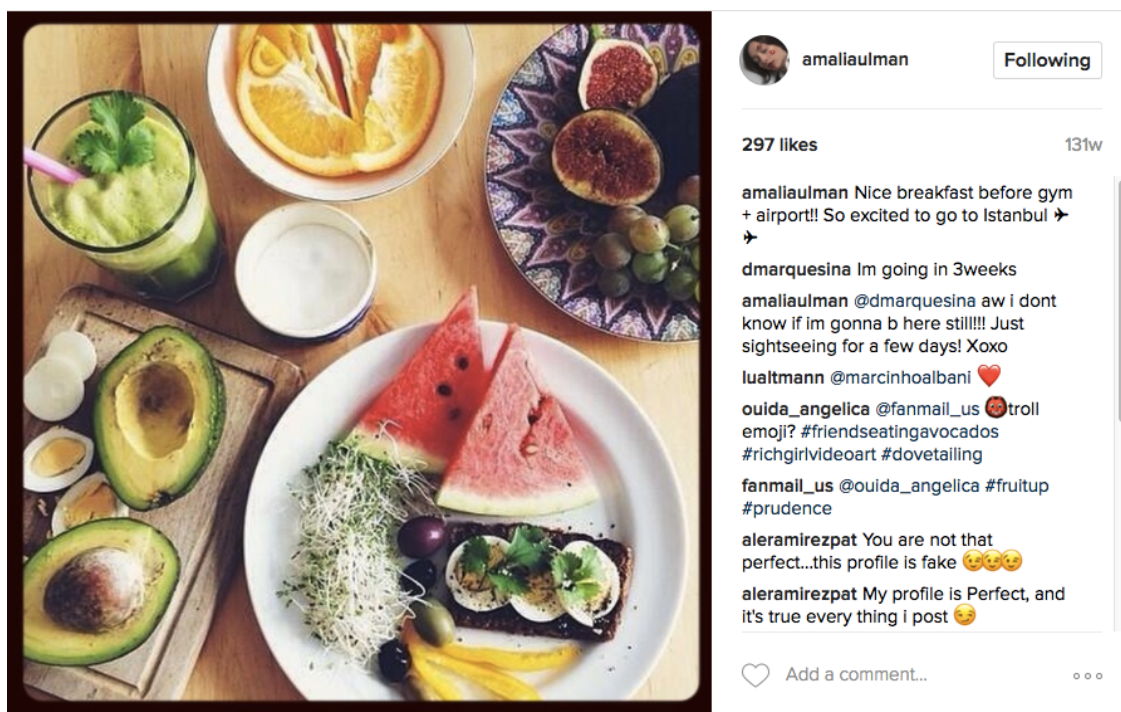 amaliaulman
Following
297 likes
131w
amaliaulman Nice breakfast before gym
+ airport!! So excited to go to Istanbul ✈
✈
dmarquesina Im going in 3weeks
amaliaulman @dmarquesina aw i dont
know if im gonna b here still!!! Just
sightseeing for a few days! Xoxo
lualtmann @marcinhoalbani ❤️
ouida_angelica @fanmail_us 👹troll
emoji? #friendseatingavocados
#richgirlvideoart #dovetailing
fanmail_us @ouida_angelica #fruitup
#prudence
aleramirezpat You are not that
perfect...this profile is fake 😉😉😉
aleramirezpat My profile is Perfect, and
it's true every thing i post 😏
Add a comment...